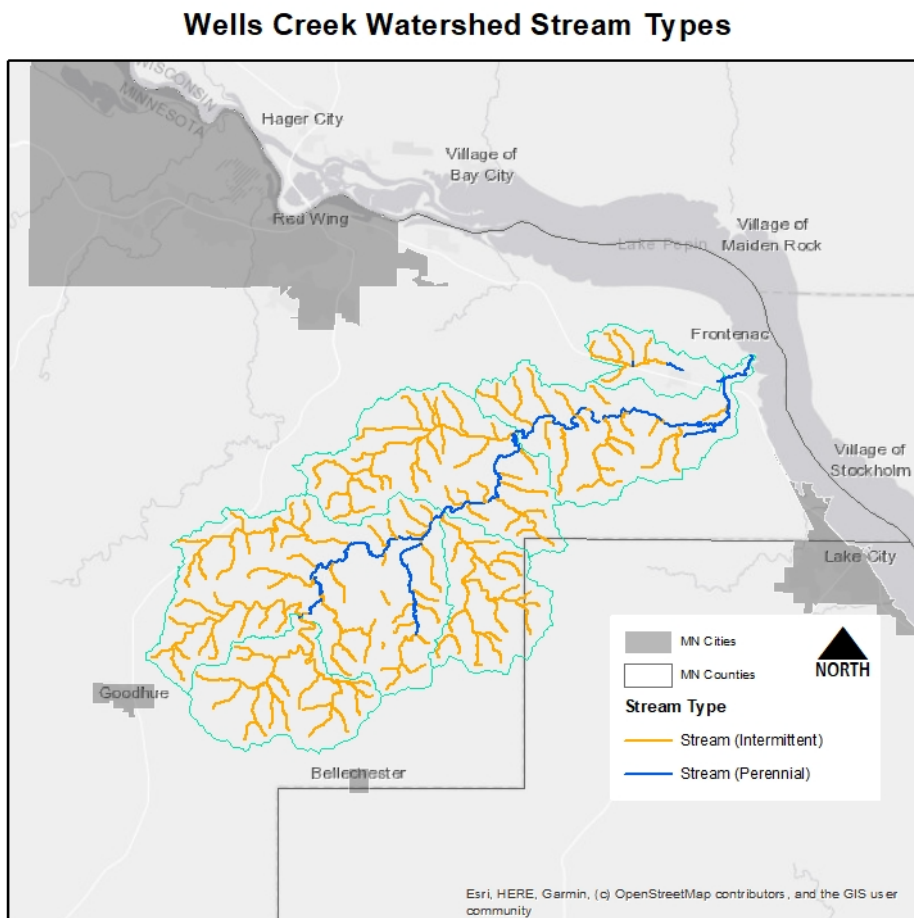 Wells Creek Watershed Stream Types
WISCONSIN
MINNESOTA
Hager City
Village of
Bay City
Red Wing
Lake Pepin
Village of
Maiden Rock
Frontenac
Village of
Stockholm
Lake City
MN Cities
MN Counties
NORTH
Stream Type
Stream (Intermittent)
Stream (Perennial)
Goodhue
Bellechester
Esri, HERE, Garmin, (c) OpenStreetMap contributors, and the GIS user
community